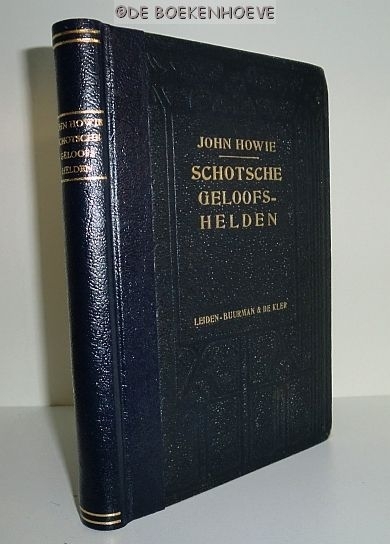 ©DE BOEKENHOEVE
JOHN HOWIE
SCHOTSCHE
GELOOFS-
HELDEN
JOHN HOWIE
SCHOTSCHE
GELOOFS-
HELDEN
LEIDEN-BUURMAN & DE KLER